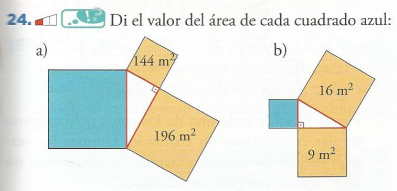 24. Di el valor del área de cada cuadrado azul:
a) b)
144 m²
196 m²
16 m²
9 m²